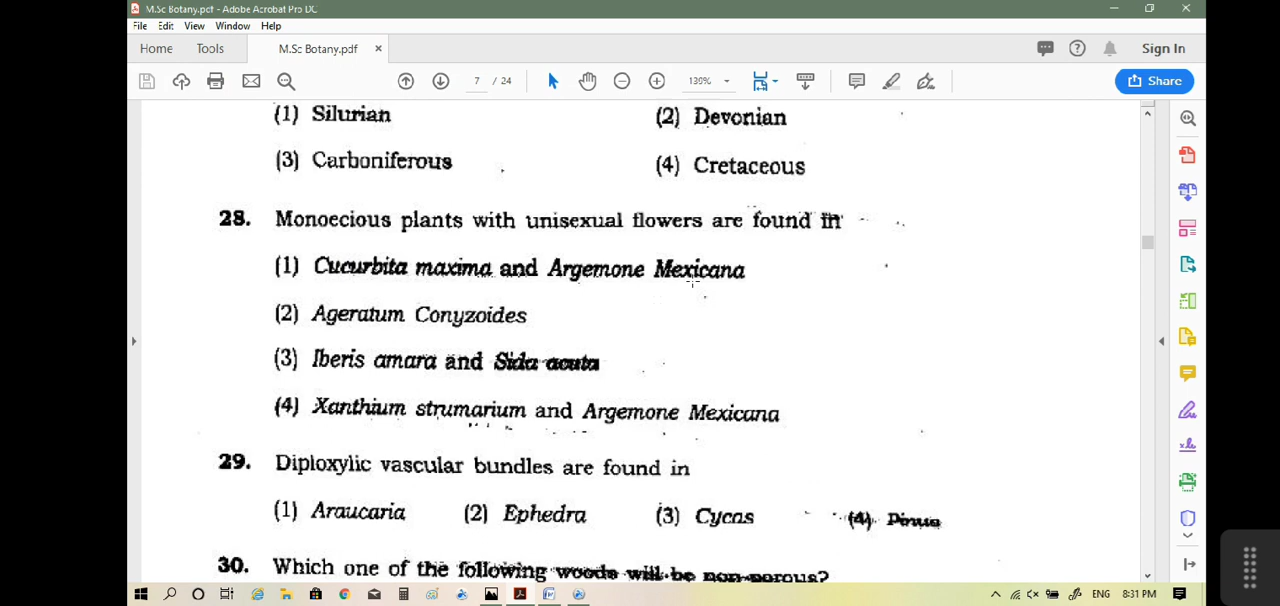 M.Sc Botany.pdf - Adobe Acrobat Pro DC
File Edit View Window Help
Home Tools M.Sc Botany.pdf × Sign In
7 / 24 139% Share
(1) Silurian (2) Devonian
(3) Carboniferous (4) Cretaceous
28. Monoecious plants with unisexual flowers are found in
(1) Cucurbita maxima and Argemone Mexicana
(2) Ageratum Conyzoides
(3) Iberis amara and Sida acuta
(4) Xanthium strumarium and Argemone Mexicana
29. Diploxylic vascular bundles are found in
(1) Araucaria (2) Ephedra (3) Cycas (4) Pinus
30. Which one of the following woods will be non-porous?
ENG 8:31 PM